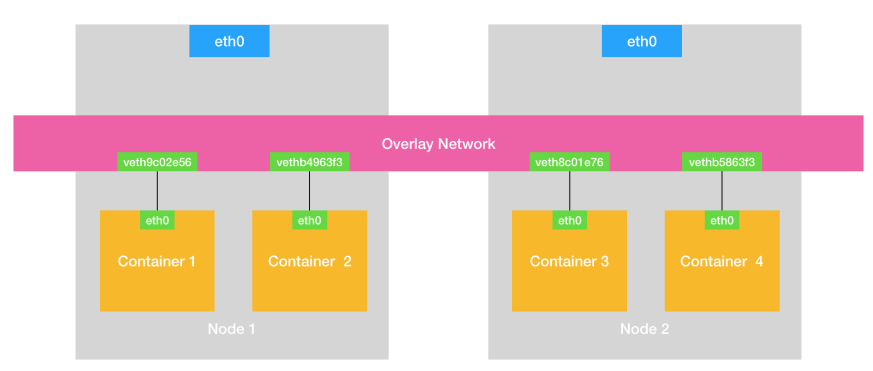 eth0
eth0
Overlay Network
veth9c02e56
vethb4963f3
veth8c01e76
vethb5863f3
eth0
eth0
eth0
eth0
Container 1
Container 2
Container 3
Container 4
Node 1
Node 2